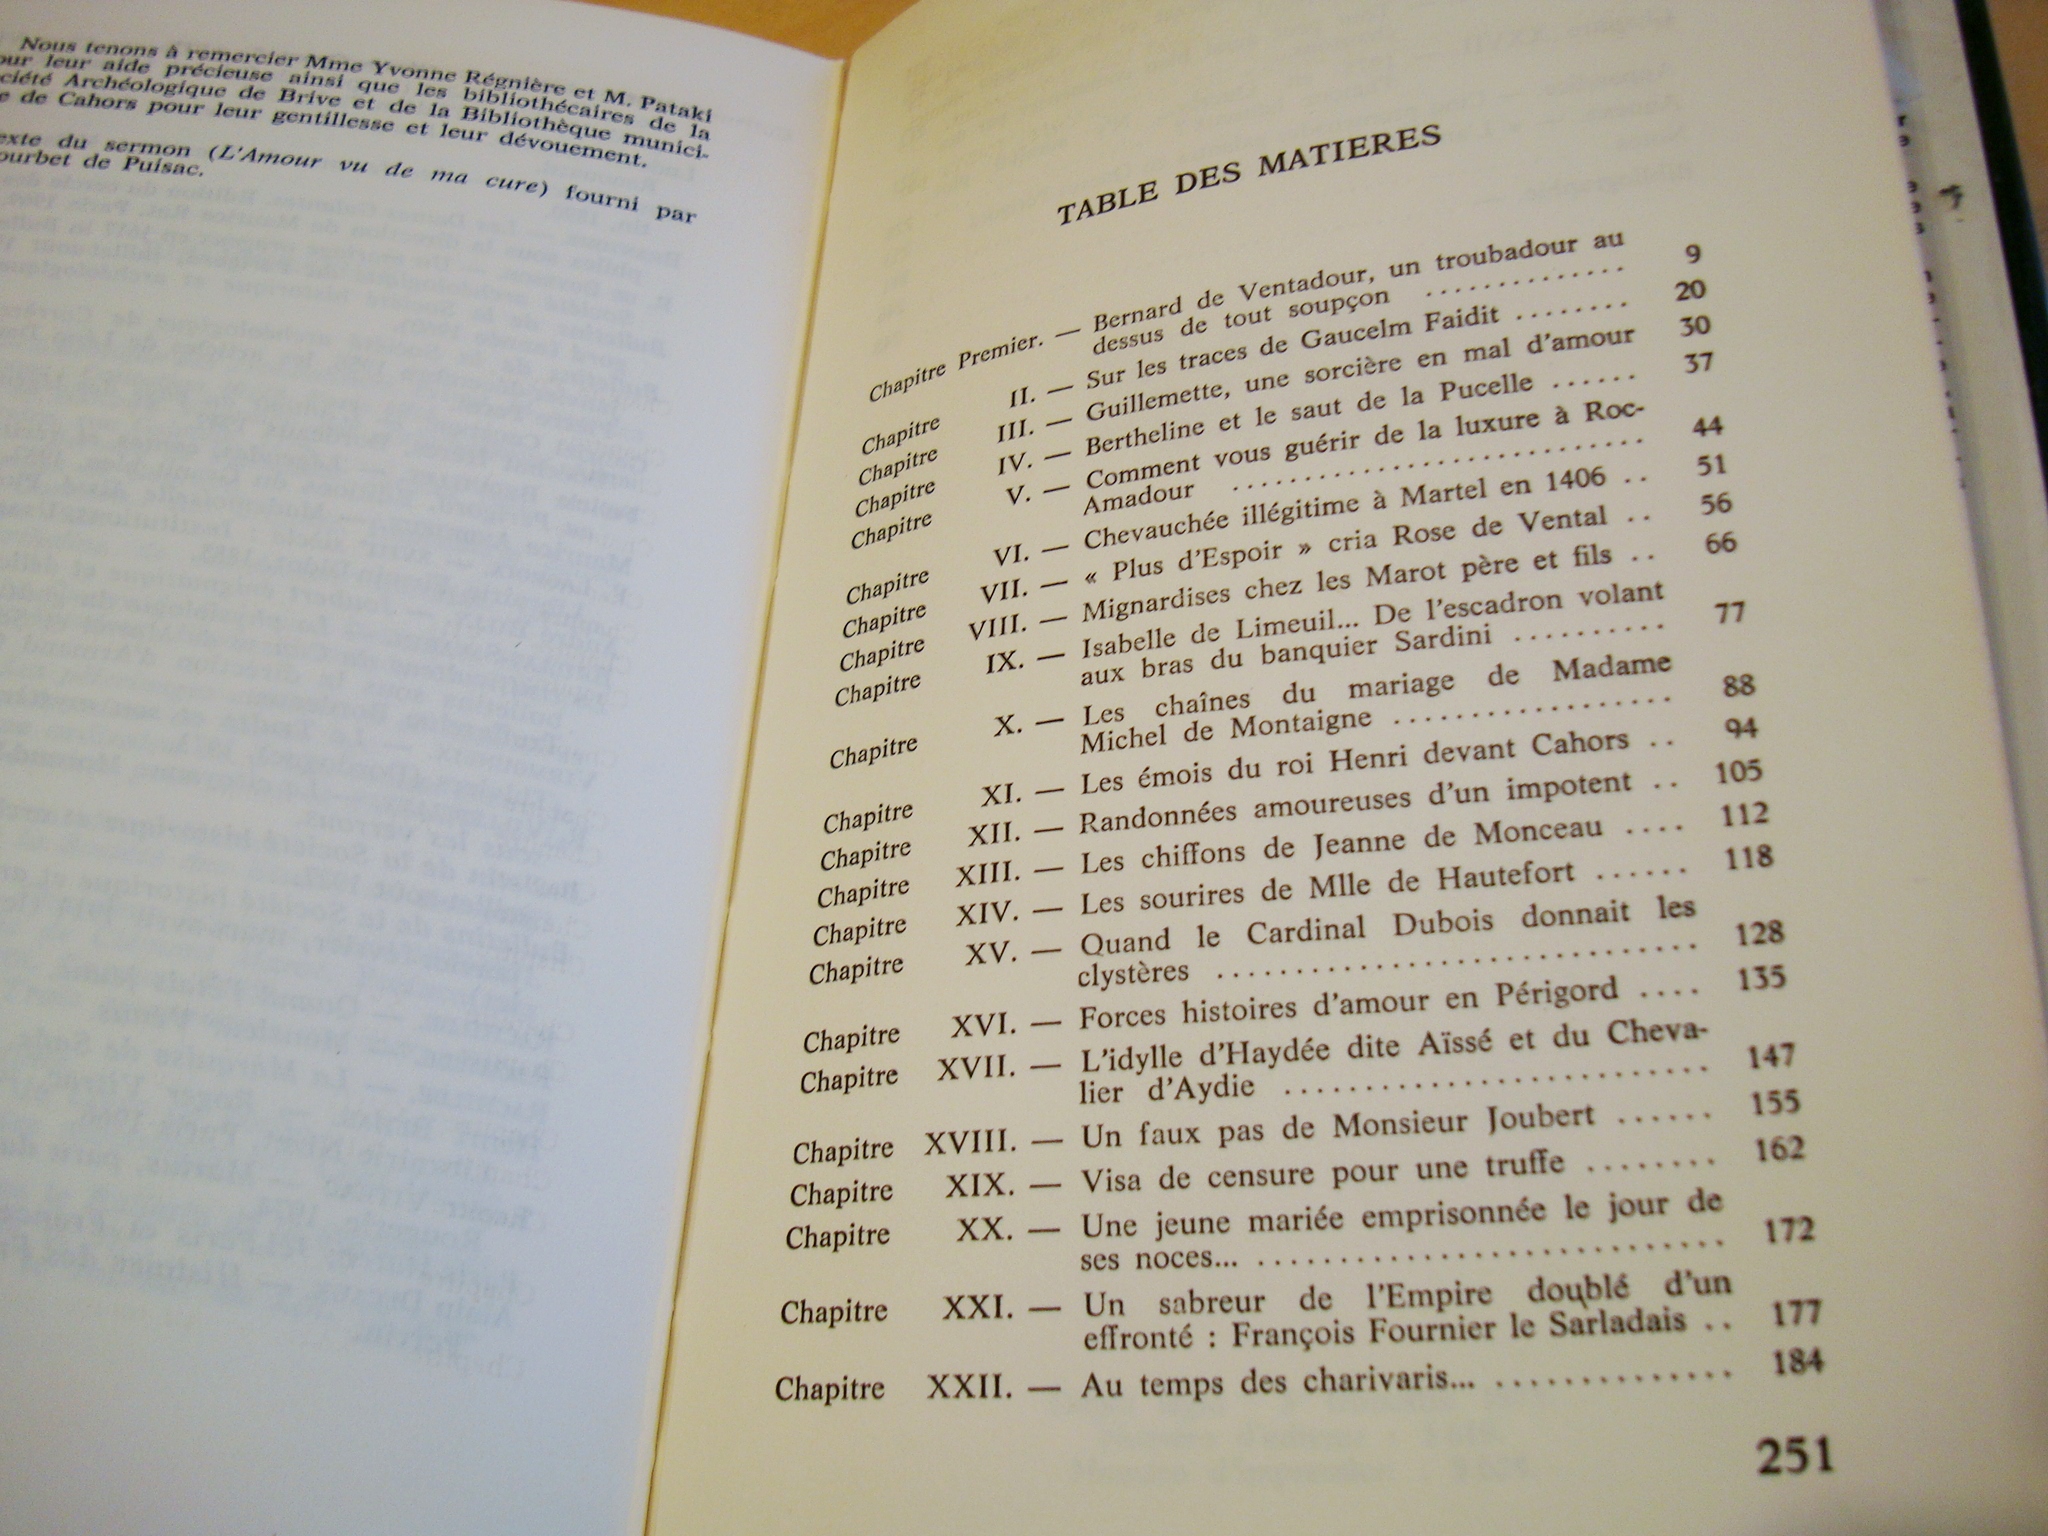 Nous tenons à remercier Mme Yvonne Régnière et M. Pataki
our leur aide précieuse ainsi que les bibliothécaires de la
ciété Archéologique de Brive et de la Bibliothèque munici-
e de Cahors pour leur gentillesse et leur dévouement.
exte du sermon (L'Amour vu de ma cure) fourni par
ourbet de Puisac.
TABLE DES MATIERES
Chapitre Premier. — Bernard de Ventadour, un troubadour au
dessus de tout soupçon .............. 9
Chapitre II. — Sur les traces de Gaucelm Faidit ........ 20
Chapitre III. — Guillemette, une sorcière en mal d'amour 30
Chapitre IV. — Bertheline et le saut de la Pucelle ...... 37
Chapitre V. — Comment vous guérir de la luxure à Roc-
Amadour .......................... 44
Chapitre VI. — Chevauchée illégitime à Martel en 1406 .. 51
Chapitre VII. — « Plus d'Espoir » cria Rose de Vental .. 56
Chapitre VIII. — Mignardises chez les Marot père et fils .. 66
Chapitre IX. — Isabelle de Limeuil... De l'escadron volant
aux bras du banquier Sardini .......... 77
Chapitre X. — Les chaînes du mariage de Madame
Michel de Montaigne .................. 88
Chapitre XI. — Les émois du roi Henri devant Cahors .. 94
Chapitre XII. — Randonnées amoureuses d'un impotent .. 105
Chapitre XIII. — Les chiffons de Jeanne de Monceau .... 112
Chapitre XIV. — Les sourires de Mlle de Hautefort ...... 118
Chapitre XV. — Quand le Cardinal Dubois donnait les
clystères .............................. 128
Chapitre XVI. — Forces histoires d'amour en Périgord .... 135
Chapitre XVII. — L'idylle d'Haydée dite Aïssé et du Cheva-
lier d'Aydie .......................... 147
Chapitre XVIII. — Un faux pas de Monsieur Joubert ...... 155
Chapitre XIX. — Visa de censure pour une truffe ........ 162
Chapitre XX. — Une jeune mariée emprisonnée le jour de
ses noces... ............................ 172
Chapitre XXI. — Un sabreur de l'Empire doublé d'un
effronté : François Fournier le Sarladais .. 177
Chapitre XXII. — Au temps des charivaris... .............. 184
251